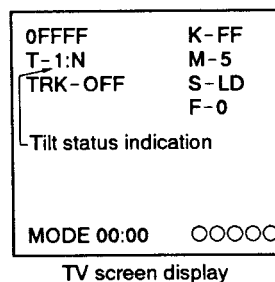 0FFFF K-FF
T-1:N M-5
TRK-OFF S-LD
F-0
Tilt status indication
MODE 00:00 OOOOO
TV screen display